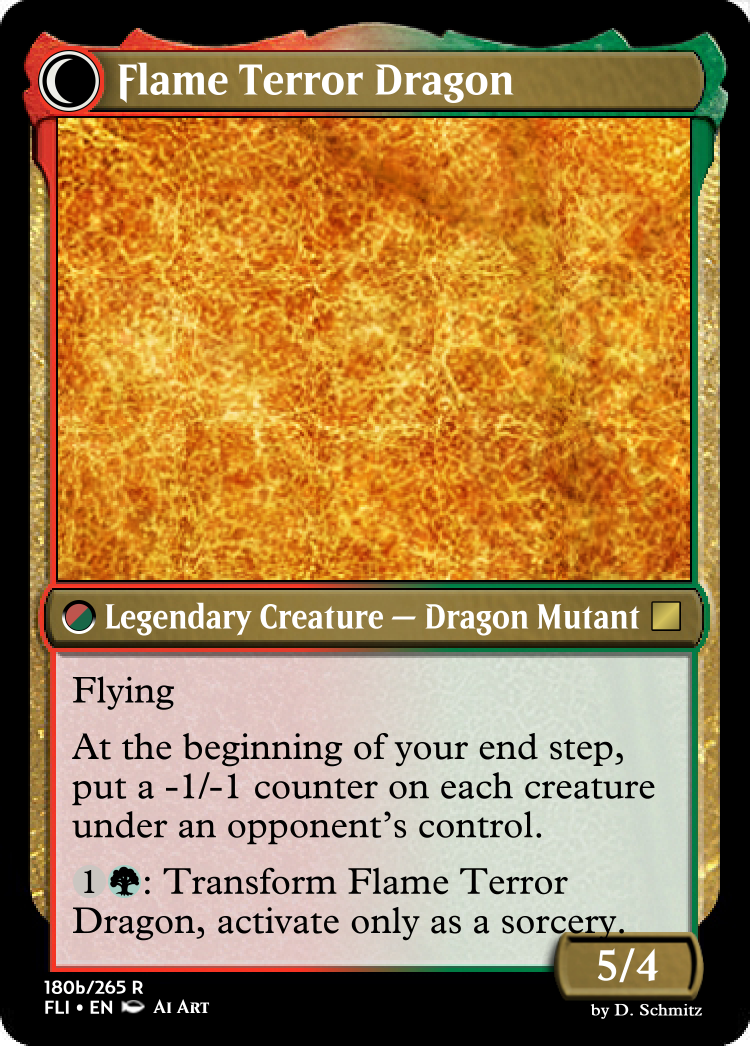 Flame Terror Dragon
Legendary Creature — Dragon Mutant
Flying
At the beginning of your end step,
put a -1/-1 counter on each creature
under an opponent's control.
1 : Transform Flame Terror
Dragon, activate only as a sorcery.
5/4
180b/265 R
FLI • EN AI ART
by D. Schmitz